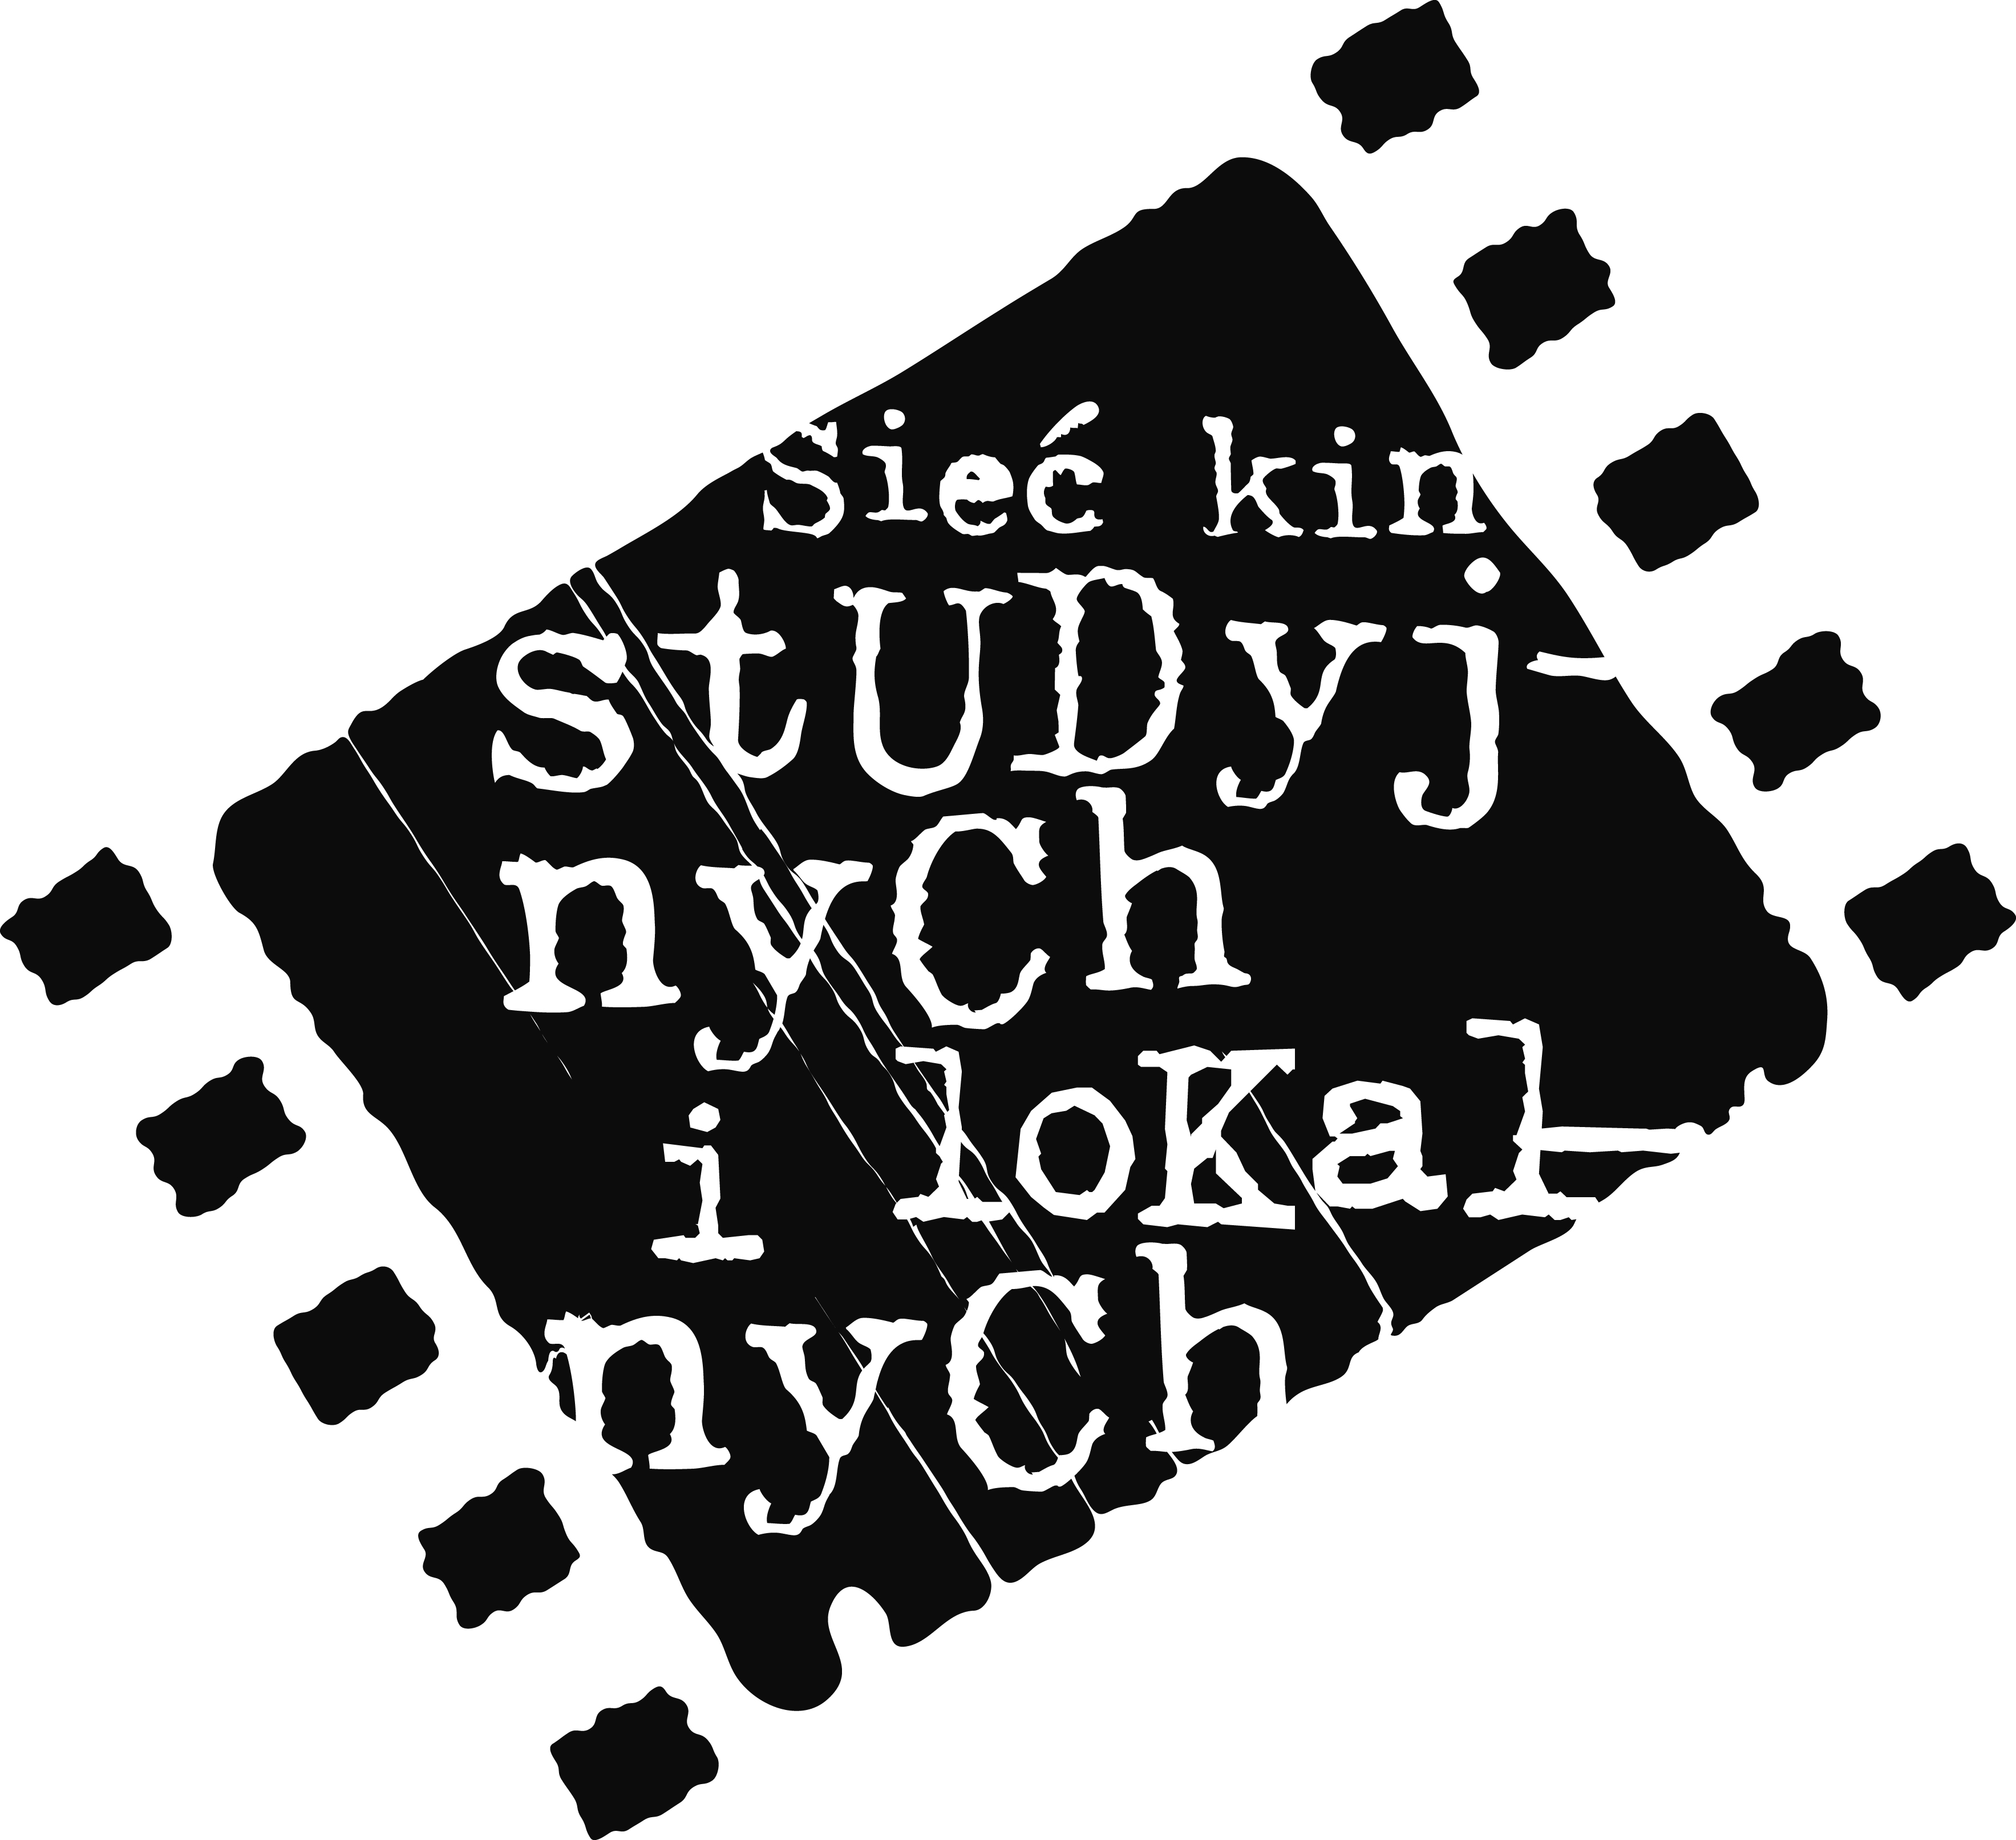 Sieć kin
stUDyj
nych
i lokal
nych